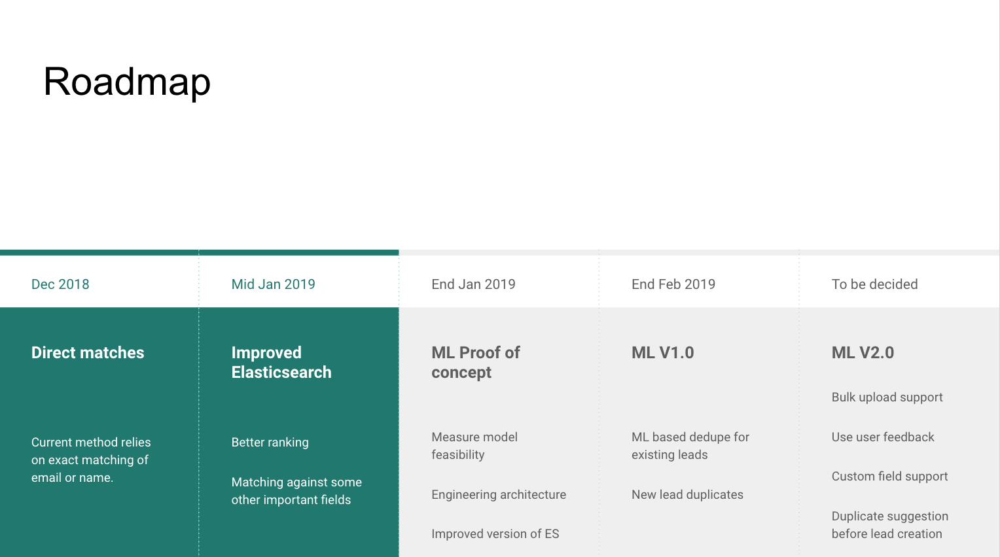 Roadmap
Dec 2018
Mid Jan 2019
End Jan 2019
End Feb 2019
To be decided
Direct matches
Current method relies
on exact matching of
email or name.
Improved
Elasticsearch
Better ranking
Matching against some
other important fields
ML Proof of
concept
Measure model
feasibility
Engineering architecture
Improved version of ES
ML V1.0
ML based dedupe for
existing leads
New lead duplicates
ML V2.0
Bulk upload support
Use user feedback
Custom field support
Duplicate suggestion
before lead creation